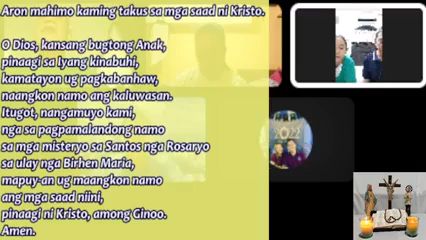 Aron mahimo kaming takus sa mga saad ni Kristo.
O Dios, kansang bugtong Anak,
pinaagi sa Iyang kinabuhi,
kamatayon ug pagkabanhaw,
naangkon namo ang kaluwasan.
Itugot, nangamuyo kami,
nga sa pagpamalandong namo
sa mga misteryo sa Santos nga Rosaryo
sa ulay nga Birhen Maria,
mapuy-an ug maangkon namo
ang mga saad niini,
pinaagi ni Kristo, among Ginoo.
Amen.
2022